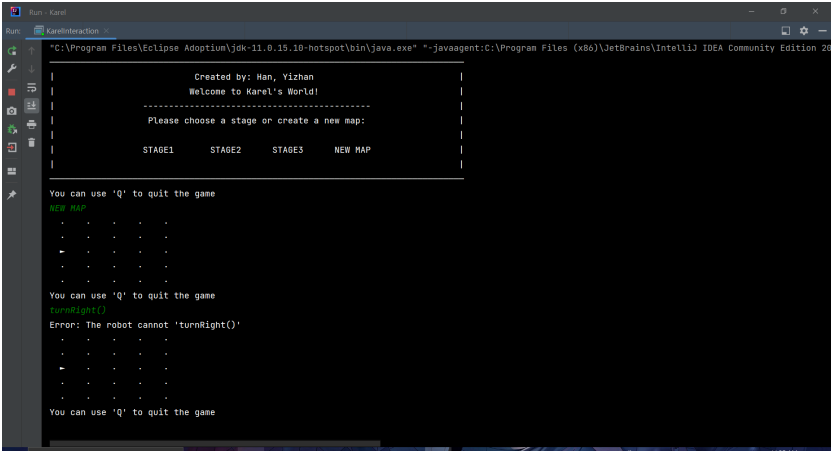 Run - Karel
Run: KarelInteraction ×
"C:\Program Files\Eclipse Adoptium\jdk-11.0.15.10-hotspot\bin\java.exe" "-javaagent:C:\Program Files (x86)\JetBrains\IntelliJ IDEA Community Edition 20
Created by: Han, Yizhan
Welcome to Karel's World!
------------------------------------------
Please choose a stage or create a new map:
STAGE1 STAGE2 STAGE3 NEW MAP
You can use 'Q' to quit the game
NEW MAP
. . . . .
. . . . .
► . . . .
. . . . .
. . . . .
You can use 'Q' to quit the game
turnRight()
Error: The robot cannot 'turnRight()'
. . . . .
. . . . .
► . . . .
. . . . .
. . . . .
You can use 'Q' to quit the game